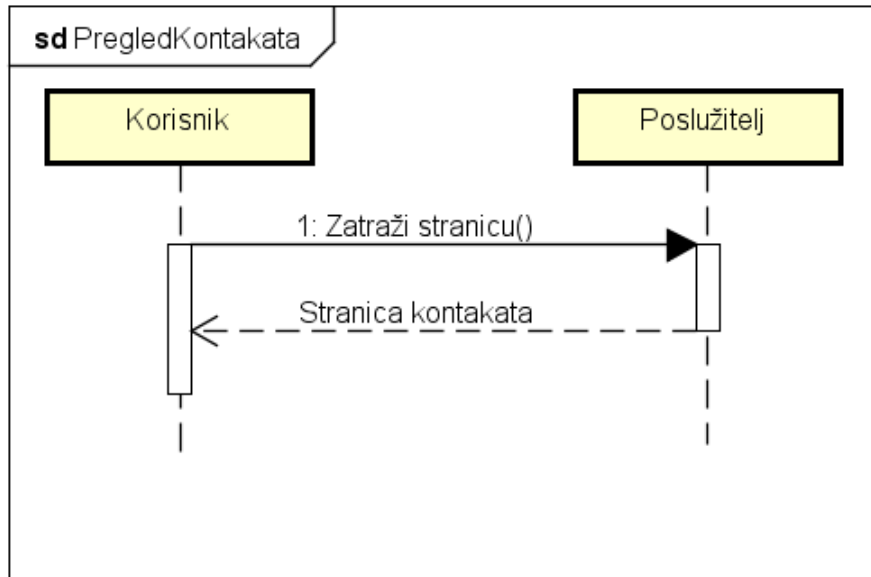 sd PregledKontakata
Korisnik
Poslužitelj
1: Zatraži stranicu()
Stranica kontakata